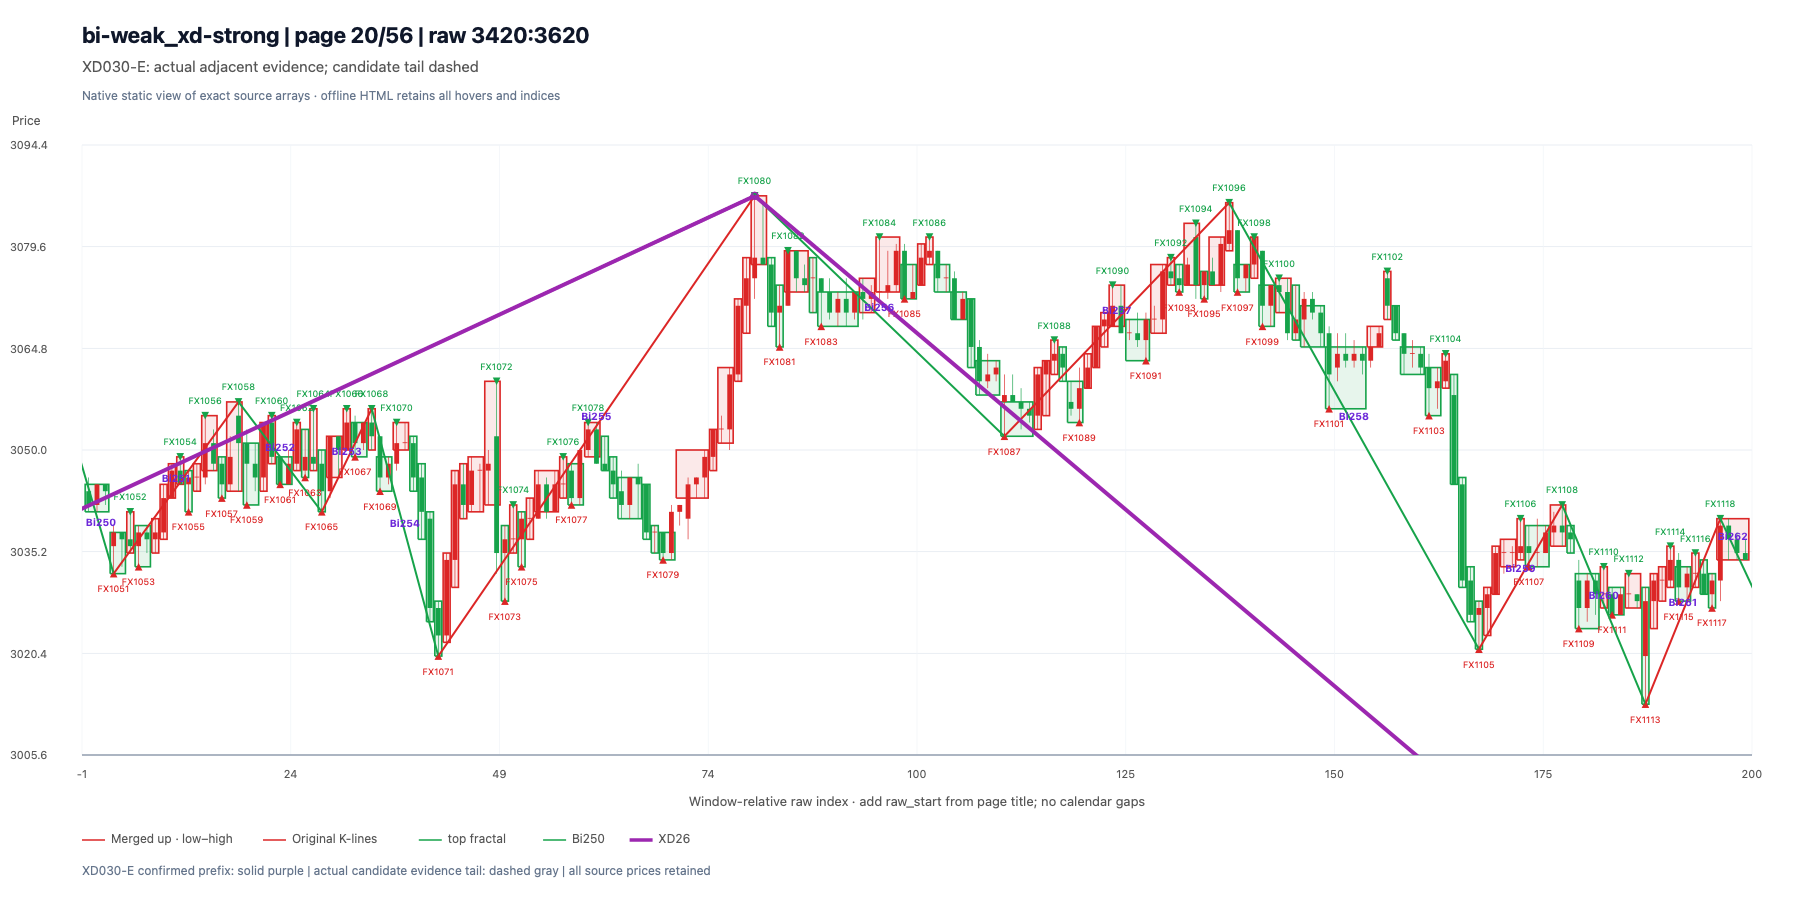 bi-weak_xd-strong | page 20/56 | raw 3420:3620
XD030-E: actual adjacent evidence; candidate tail dashed
Native static view of exact source arrays · offline HTML retains all hovers and indices
Price
3094.4
3079.6
3064.8
3050.0
3035.2
3020.4
3005.6
FX1080
FX1096
FX1094
FX1084
FX1086
FX1098
FX1092
FX1102
FX1100
FX1090
Bi256
FX1085
Bi257
FX1093
FX1095
FX1097
FX1083
FX1099
FX1088
FX1104
FX1081
FX1091
FX1072
FX1058
FX1056
FX1060
FX1068
FX1070
FX1078
Bi255
Bi258
FX1101
FX1103
FX1089
FX1054
FX1076
Bi252
Bi253
FX1087
FX1067
FX1052
FX1063
FX1061
FX1074
FX1057
FX1059
FX1069
FX1106
FX1108
FX1118
Bi250
FX1055
FX1065
Bi254
FX1077
FX1114
FX1116
Bi262
FX1110
FX1112
Bi259
FX1051
FX1053
FX1079
FX1075
FX1107
Bi260
Bi261
FX1073
FX1115
FX1117
FX1111
FX1109
FX1071
FX1105
FX1113
-1 24 49 74 100 125 150 175 200
Window-relative raw index · add raw_start from page title; no calendar gaps
Merged up · low–high Original K-lines top fractal Bi250 XD26
XD030-E confirmed prefix: solid purple | actual candidate evidence tail: dashed gray | all source prices retained